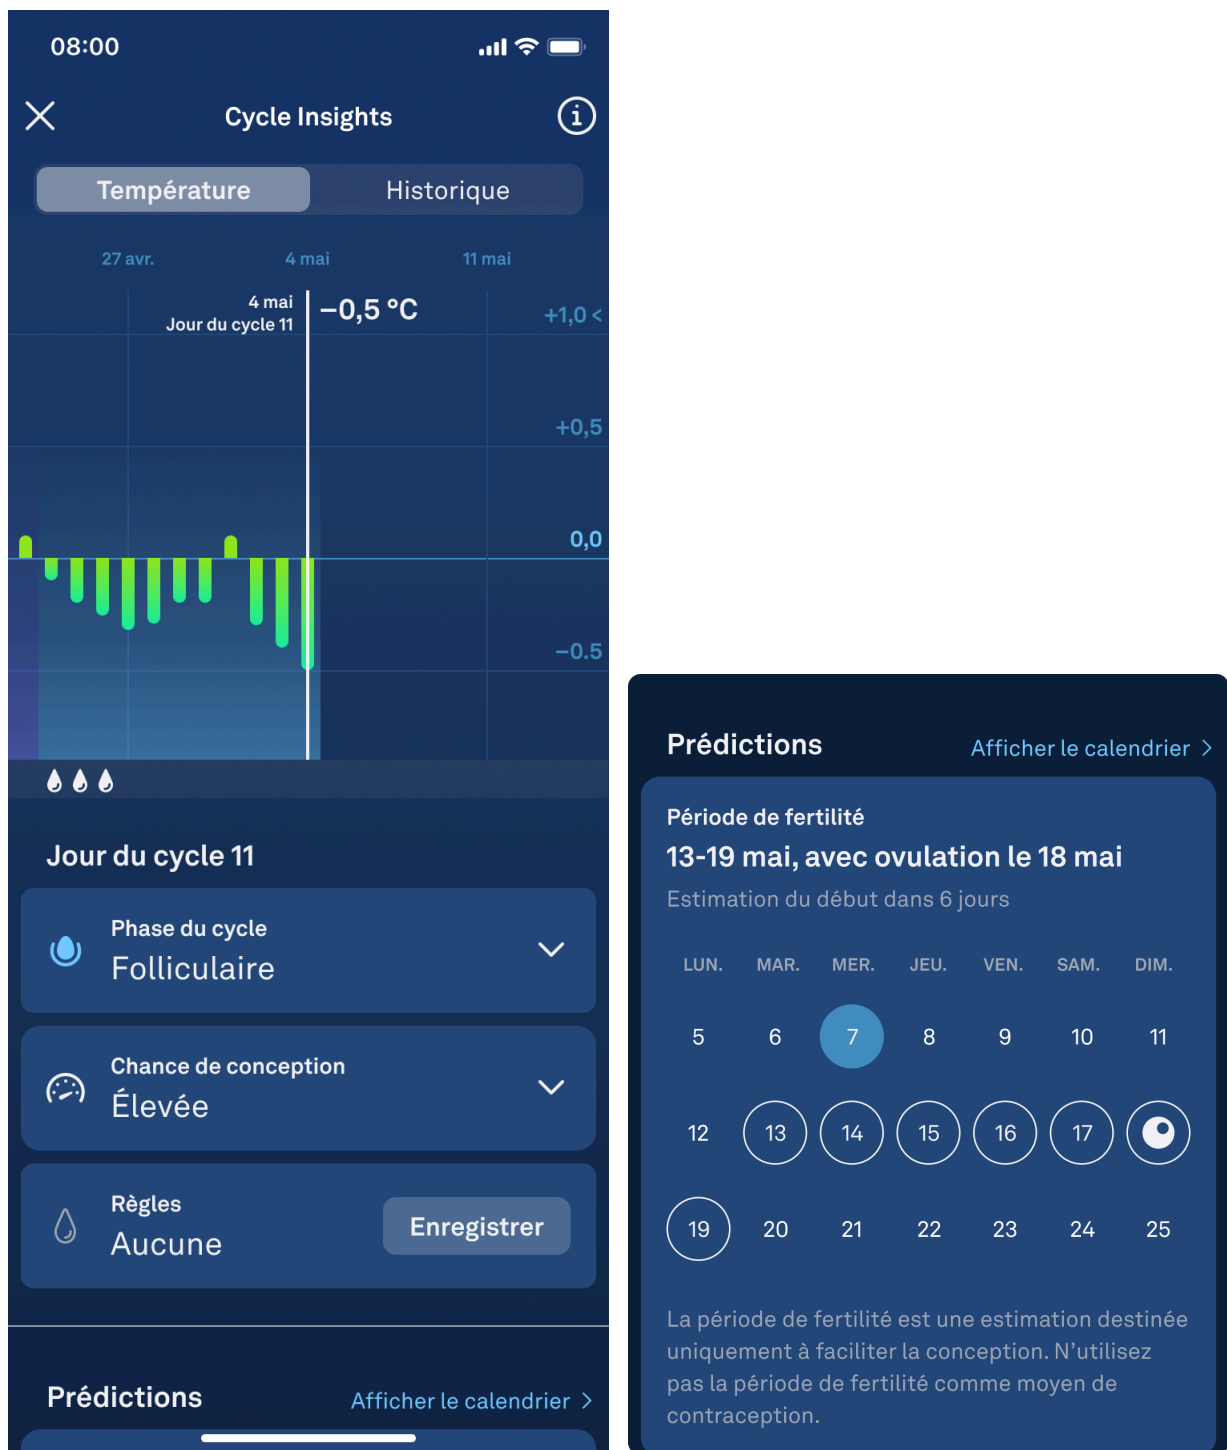 08:00
Cycle Insights
Température
Historique
27 avr.
4 mai
11 mai
4 mai
Jour du cycle 11
−0,5 °C
+1,0 <
+0,5
0,0
−0.5
Jour du cycle 11
Phase du cycle
Folliculaire
Chance de conception
Élevée
Règles
Aucune
Enregistrer
Prédictions
Afficher le calendrier >
Prédictions
Afficher le calendrier >
Période de fertilité
13-19 mai, avec ovulation le 18 mai
Estimation du début dans 6 jours
LUN. MAR. MER. JEU. VEN. SAM. DIM.
5 6 7 8 9 10 11
12 13 14 15 16 17
19 20 21 22 23 24 25
La période de fertilité est une estimation destinée
uniquement à faciliter la conception. N’utilisez
pas la période de fertilité comme moyen de
contraception.